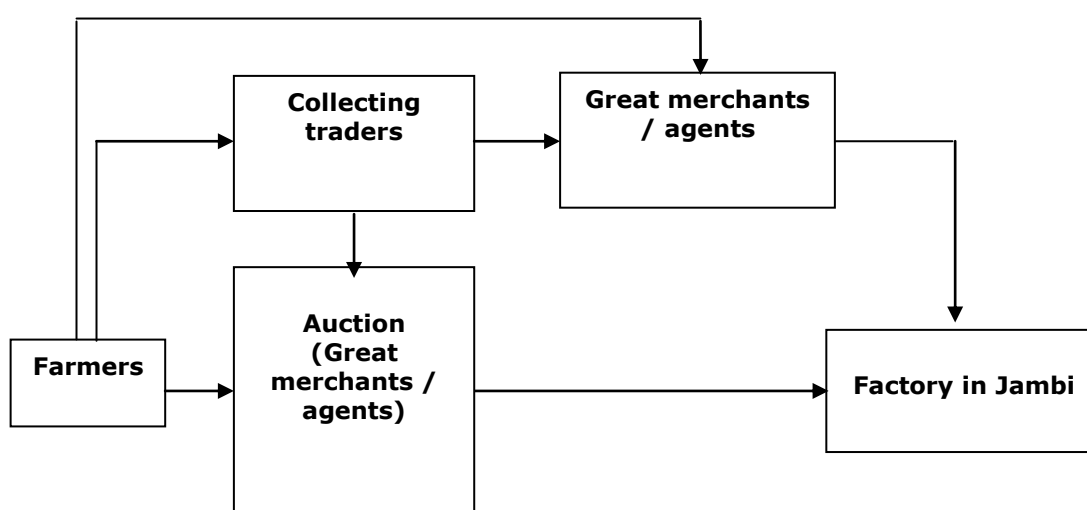 Collecting
traders
Great merchants
/ agents
Auction
(Great
merchants /
agents)
Farmers
Factory in Jambi